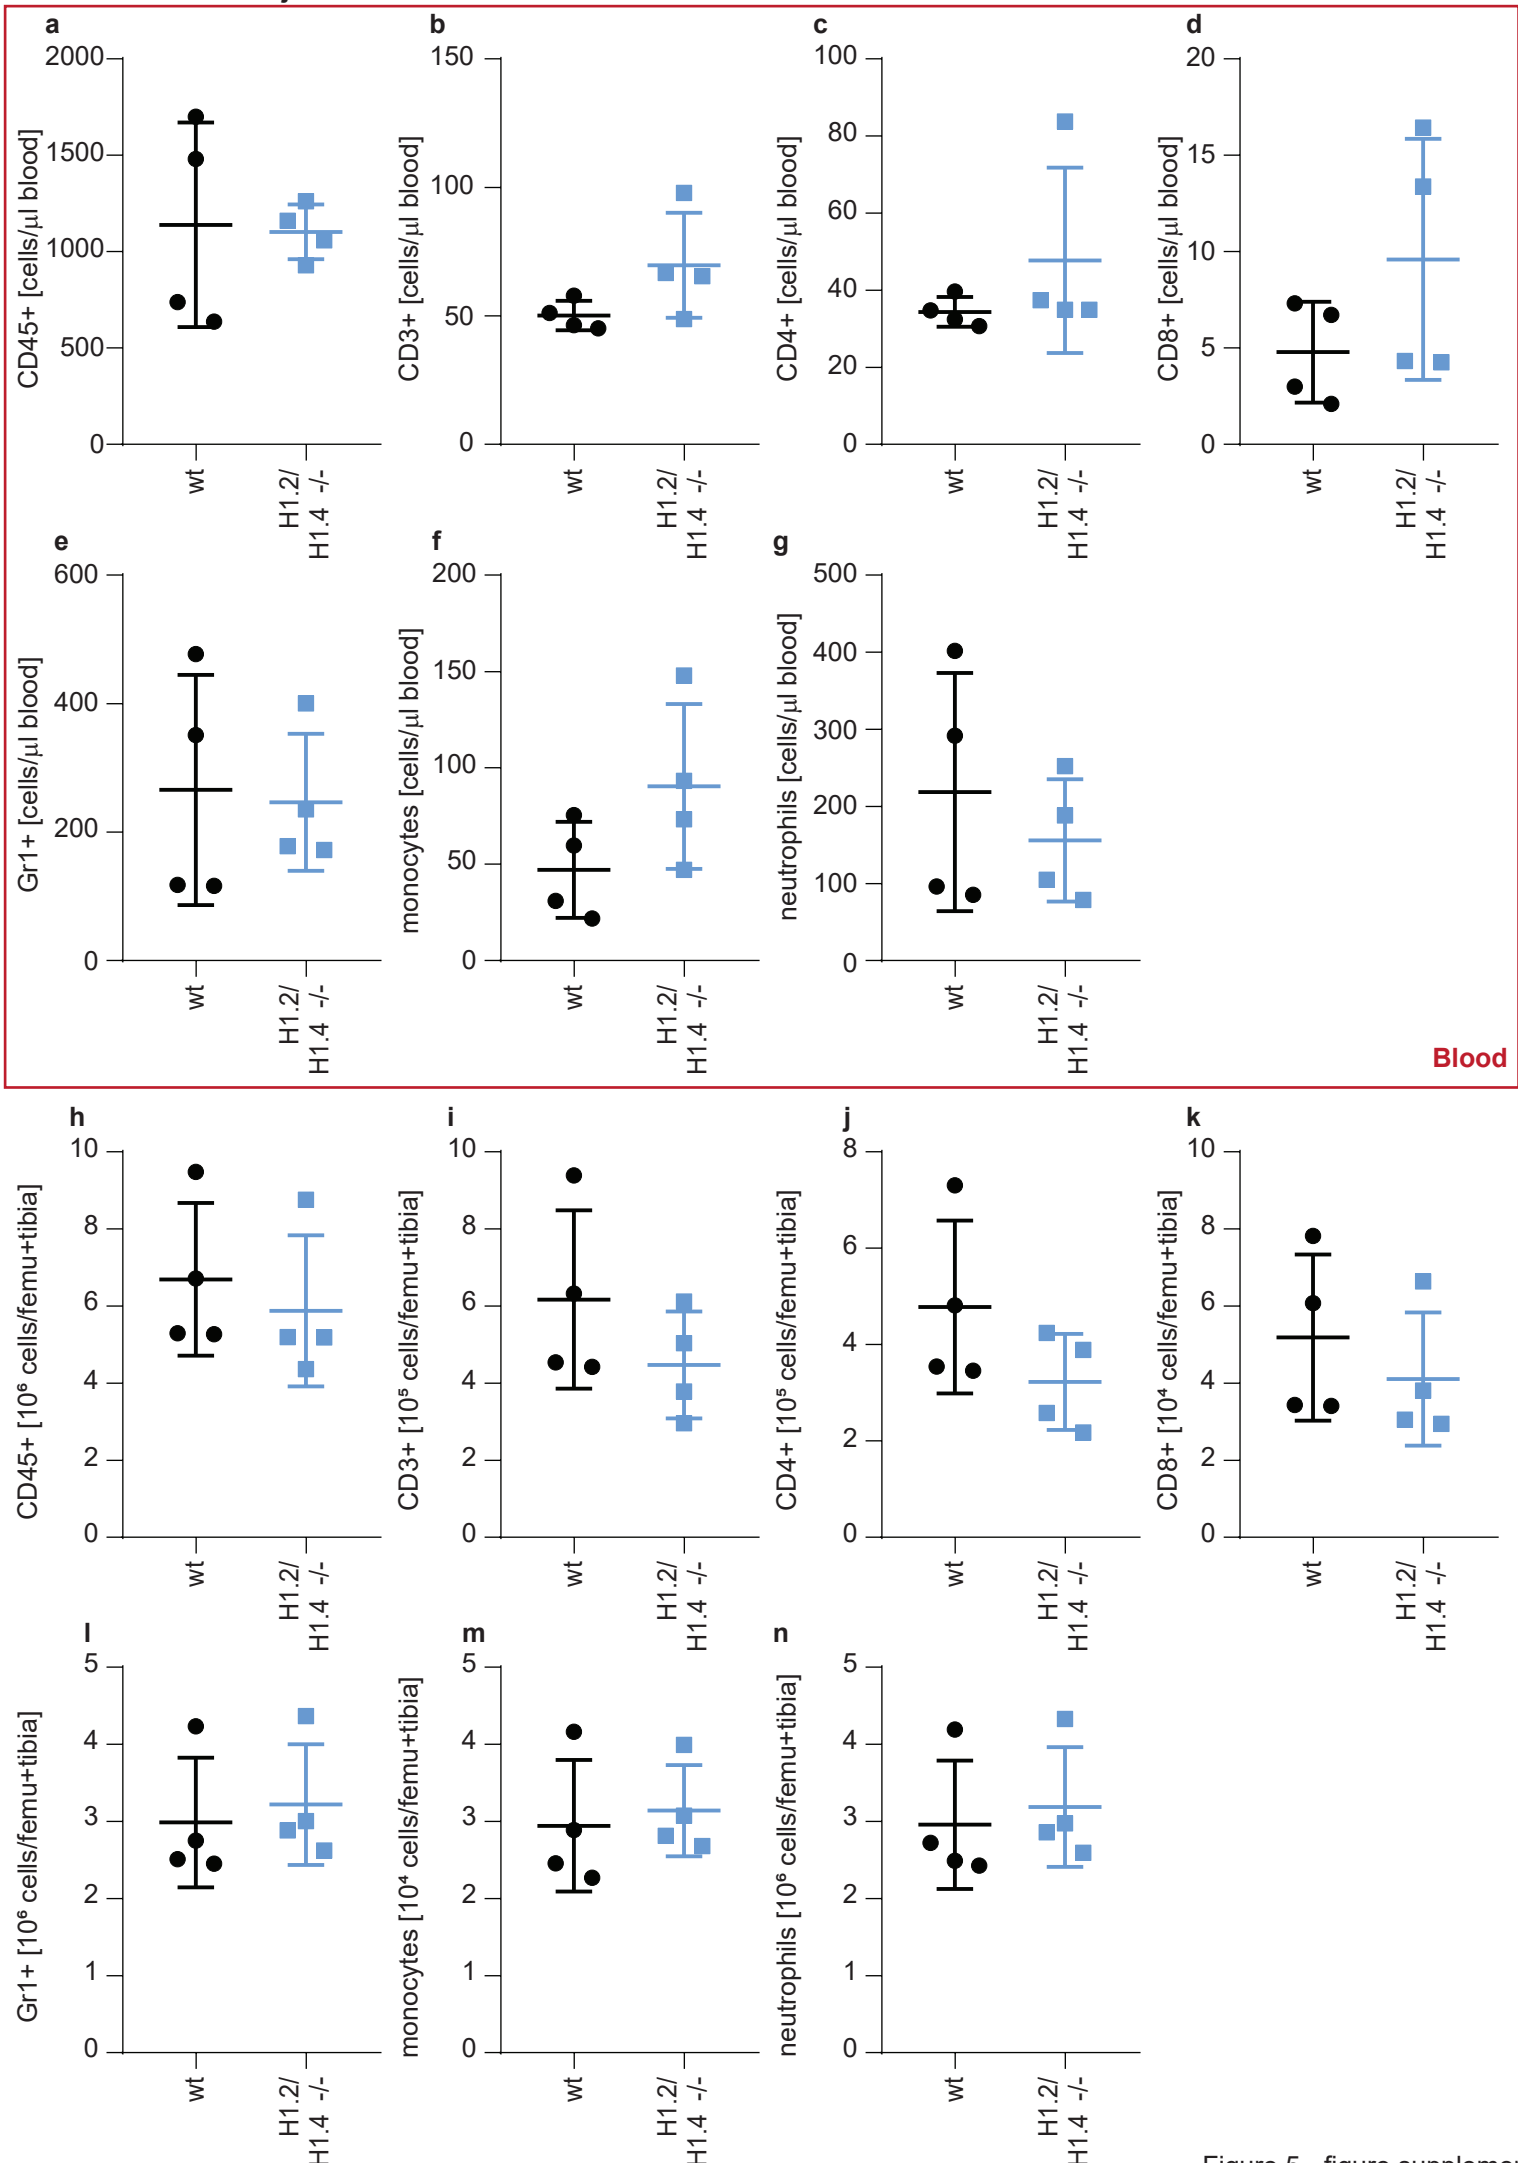 a
2000
1500
1000
500
0
CD45+ [cells/μl blood]
wt
H1.2/
H1.4 -/-
b
150
100
50
0
CD3+ [cells/μl blood]
wt
H1.2/
H1.4 -/-
c
100
80
60
40
20
0
CD4+ [cells/μl blood]
wt
H1.2/
H1.4 -/-
d
20
15
10
5
0
CD8+ [cells/μl blood]
wt
H1.2/
H1.4 -/-
e
600
400
200
0
Gr1+ [cells/μl blood]
wt
H1.2/
H1.4 -/-
f
200
150
100
50
0
monocytes [cells/μl blood]
wt
H1.2/
H1.4 -/-
g
500
400
300
200
100
0
neutrophils [cells/μl blood]
wt
H1.2/
H1.4 -/-
Blood
h
10
8
6
4
2
0
CD45+ [10⁶ cells/femu+tibia]
wt
H1.2/
H1.4 -/-
i
10
8
6
4
2
0
CD3+ [10⁵ cells/femu+tibia]
wt
H1.2/
H1.4 -/-
j
8
6
4
2
0
CD4+ [10⁵ cells/femu+tibia]
wt
H1.2/
H1.4 -/-
k
10
8
6
4
2
0
CD8+ [10⁴ cells/femu+tibia]
wt
H1.2/
H1.4 -/-
l
5
4
3
2
1
0
Gr1+ [10⁶ cells/femu+tibia]
wt
H1.2/
H1.4 -/-
m
5
4
3
2
1
0
monocytes [10⁴ cells/femu+tibia]
wt
H1.2/
H1.4 -/-
n
5
4
3
2
1
0
neutrophils [10⁶ cells/femu+tibia]
wt
H1.2/
H1.4 -/-